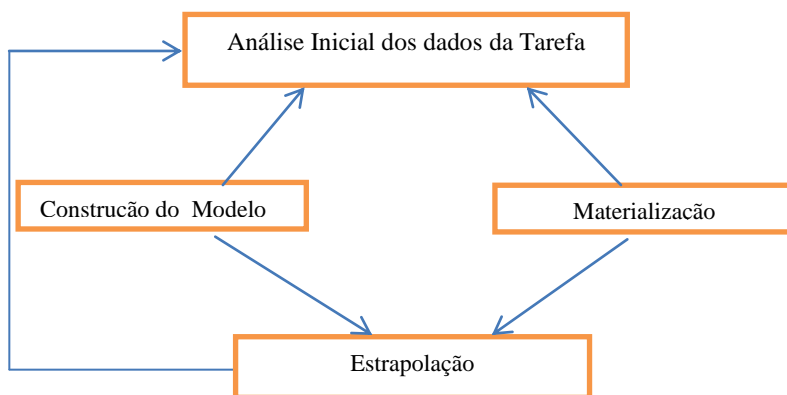 Análise Inicial dos dados da Tarefa
Construcão do Modelo
Materializacão
Estrapolação